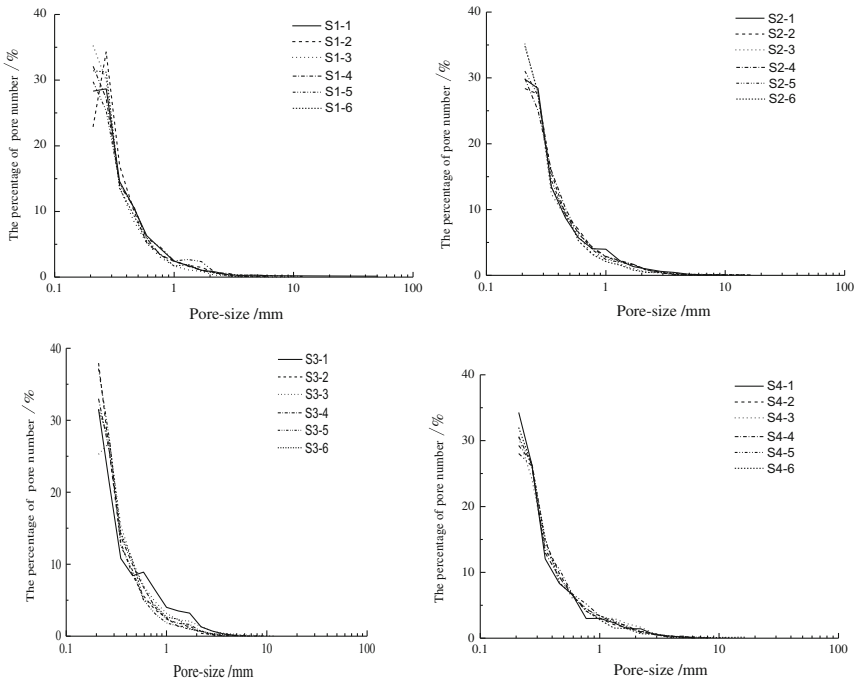 The percentage of pore number / %
40
30
20
10
0
0.1 1 10 100
Pore-size /mm
S1-1
S1-2
S1-3
S1-4
S1-5
S1-6
The percentage of pore number / %
40
30
20
10
0
0.1 1 10 100
Pore-size /mm
S2-1
S2-2
S2-3
S2-4
S2-5
S2-6
The percentage of pore number / %
50
40
30
20
10
0
0.1 1 10 100
Pore-size /mm
S3-1
S3-2
S3-3
S3-4
S3-5
S3-6
The percentage of pore number / %
40
30
20
10
0
0.1 1 10 100
Pore-size /mm
S4-1
S4-2
S4-3
S4-4
S4-5
S4-6